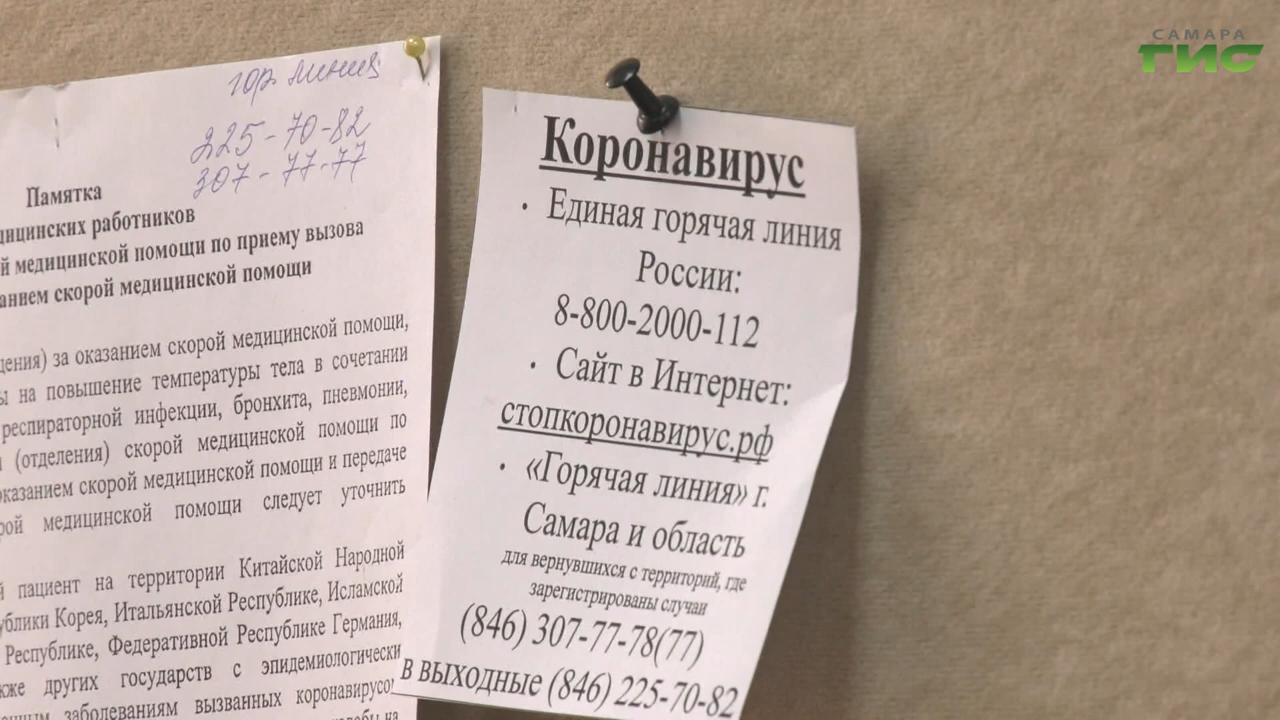 САМАРА
ГИС
гор. линия
225-70-82
307-77-77
Памятка
работников
й медицинской помощи по приему вызова
скорой медицинской помощи
за оказанием скорой медицинской помощи,
на повышение температуры тела в сочетании
респираторной инфекции, бронхита, пневмонии,
(отделения) скорой медицинской помощи по
оказанием скорой медицинской помощи и передаче
медицинской помощи следует уточнить
й пациент на территории Китайской Народной
Корея, Итальянской Республике, Исламской
Республике, Федеративной Республике Германия,
других государств с эпидемиологически
заболеваниям вызванных
Коронавирус
· Единая горячая линия
России:
8-800-2000-112
· Сайт в Интернет:
стопкоронавирус.рф
· «Горячая линия» г.
Самара и область
для вернувшихся с территорий, где
зарегистрированы случаи
(846) 307-77-78(77)
в выходные (846) 225-70-82